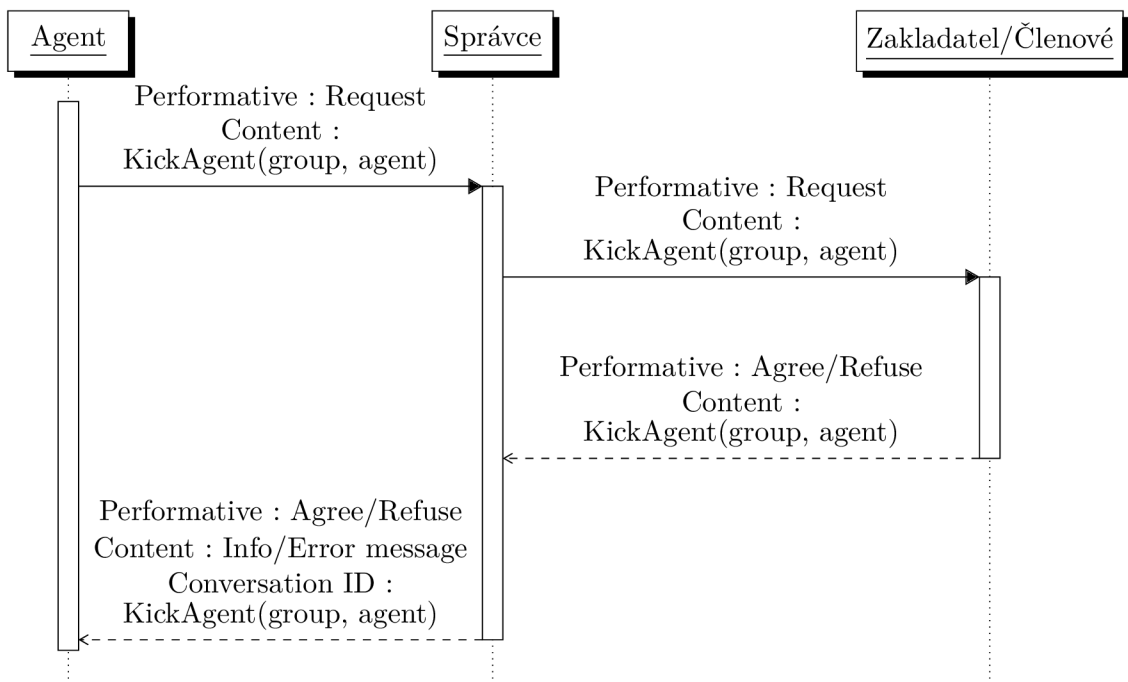 Agent
Správce
Zakladatel/Členové
Performative : Request
Content :
KickAgent(group, agent)
Performative : Request
Content :
KickAgent(group, agent)
Performative : Agree/Refuse
Content :
KickAgent(group, agent)
Performative : Agree/Refuse
Content : Info/Error message
Conversation ID :
KickAgent(group, agent)